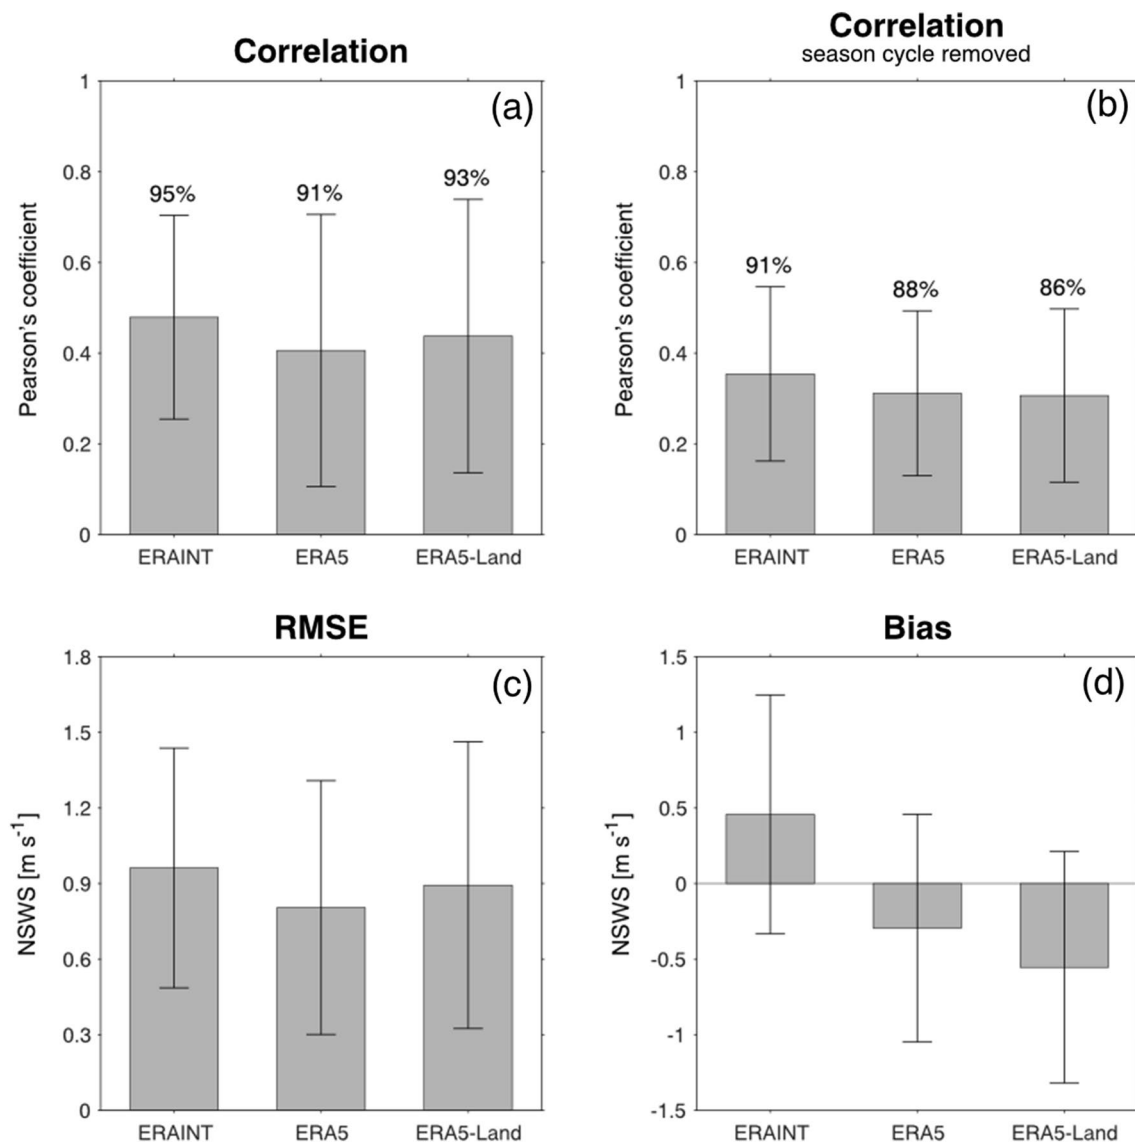 Correlation
(a)
1
0.8
0.6
0.4
0.2
0
Pearson's coefficient
95%
91%
93%
ERAINT
ERA5
ERA5-Land
Correlation
season cycle removed
(b)
1
0.8
0.6
0.4
0.2
0
Pearson's coefficient
91%
88%
86%
ERAINT
ERA5
ERA5-Land
RMSE
(c)
1.8
1.5
1.2
0.9
0.6
0.3
0
NSWS [m s-1]
ERAINT
ERA5
ERA5-Land
Bias
(d)
1.5
1
0.5
0
-0.5
-1
-1.5
NSWS [m s-1]
ERAINT
ERA5
ERA5-Land